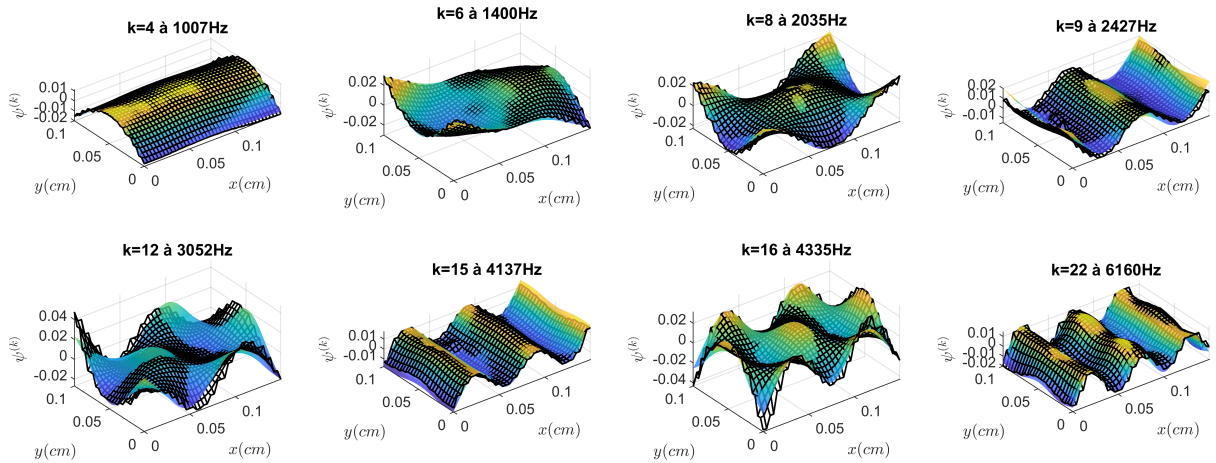 k=4 à 1007Hz
0.01
0
-0.01
-0.02
0.1
0.05
0
0
0.05
0.1
ψ^(k)
y(cm)
x(cm)
k=6 à 1400Hz
0.02
0
-0.02
0.1
0.05
0
0
0.05
0.1
ψ^(k)
y(cm)
x(cm)
k=8 à 2035Hz
0.02
0
-0.02
0.1
0.05
0
0
0.05
0.1
ψ^(k)
y(cm)
x(cm)
k=9 à 2427Hz
0.02
0.01
0
-0.01
0.1
0.05
0
0
0.05
0.1
ψ^(k)
y(cm)
x(cm)
k=12 à 3052Hz
0.04
0.02
0
-0.02
0.1
0.05
0
0
0.05
0.1
ψ^(k)
y(cm)
x(cm)
k=15 à 4137Hz
0.01
0
-0.01
0.1
0.05
0
0
0.05
0.1
ψ^(k)
y(cm)
x(cm)
k=16 à 4335Hz
0.02
0
-0.02
-0.04
0.1
0.05
0
0
0.05
0.1
ψ^(k)
y(cm)
x(cm)
k=22 à 6160Hz
0.01
0
-0.01
-0.02
0.1
0.05
0
0
0.05
0.1
ψ^(k)
y(cm)
x(cm)